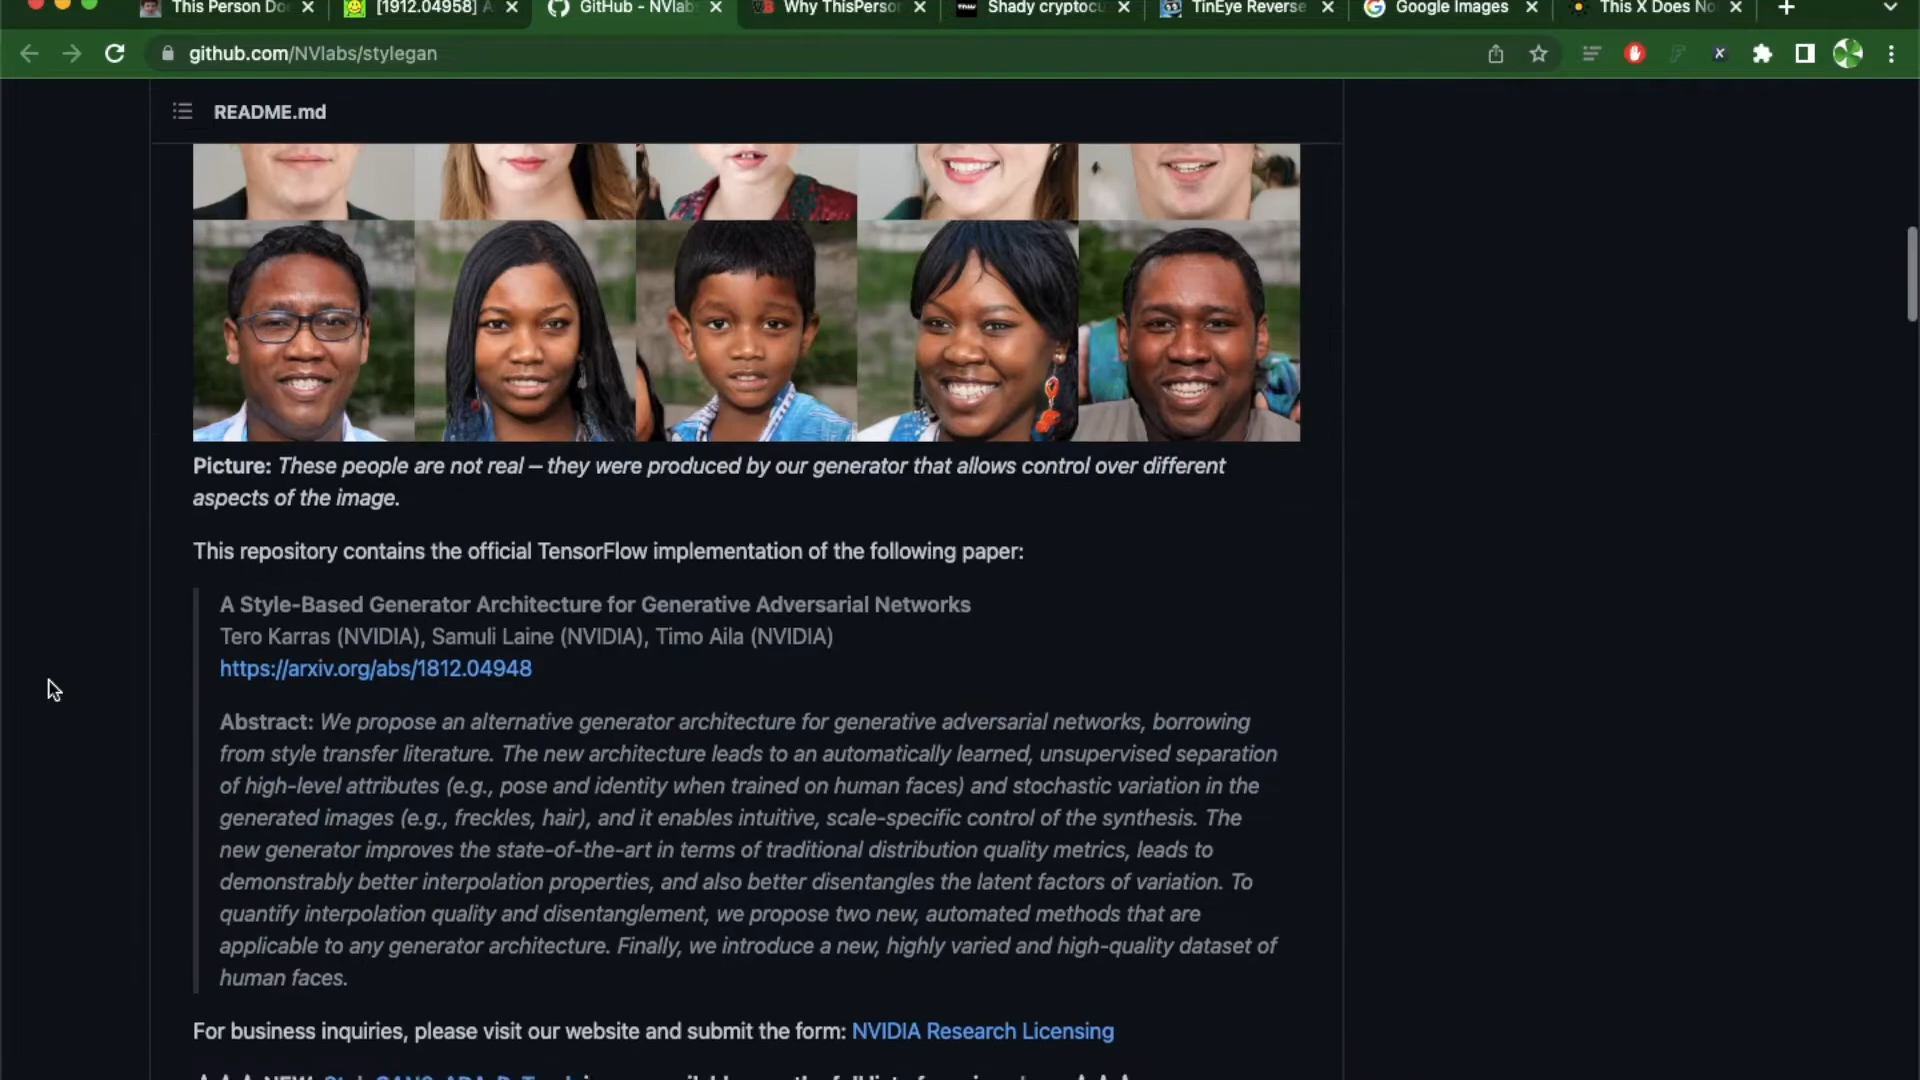 This Person Do
[1912.04958] A
GitHub - NVlab
Why ThisPerson
Shady cryptocu
TinEye Reverse
Google Images
This X Does No
github.com/NVlabs/stylegan
README.md
Picture: These people are not real – they were produced by our generator that allows control over different
aspects of the image.
This repository contains the official TensorFlow implementation of the following paper:
A Style-Based Generator Architecture for Generative Adversarial Networks
Tero Karras (NVIDIA), Samuli Laine (NVIDIA), Timo Aila (NVIDIA)
https://arxiv.org/abs/1812.04948
Abstract: We propose an alternative generator architecture for generative adversarial networks, borrowing
from style transfer literature. The new architecture leads to an automatically learned, unsupervised separation
of high-level attributes (e.g., pose and identity when trained on human faces) and stochastic variation in the
generated images (e.g., freckles, hair), and it enables intuitive, scale-specific control of the synthesis. The
new generator improves the state-of-the-art in terms of traditional distribution quality metrics, leads to
demonstrably better interpolation properties, and also better disentangles the latent factors of variation. To
quantify interpolation quality and disentanglement, we propose two new, automated methods that are
applicable to any generator architecture. Finally, we introduce a new, highly varied and high-quality dataset of
human faces.
For business inquiries, please visit our website and submit the form: NVIDIA Research Licensing